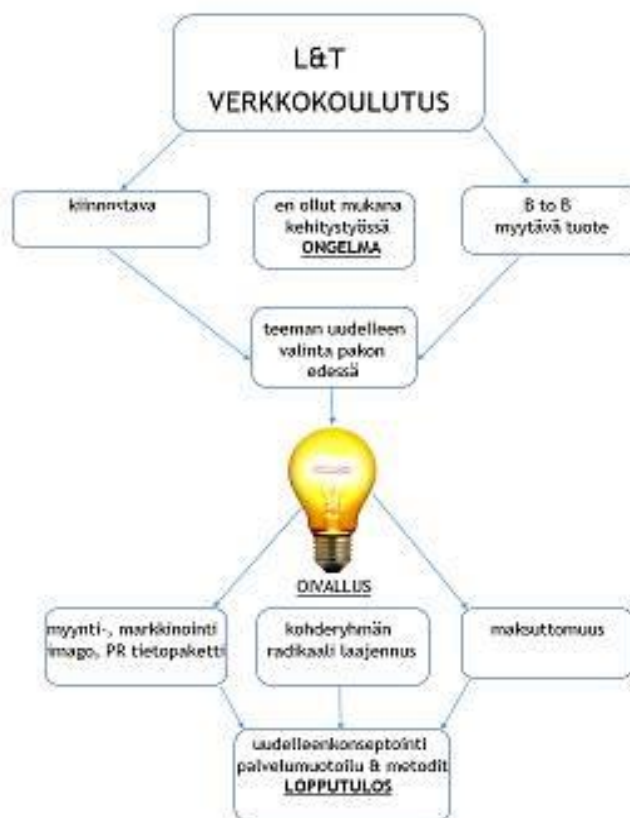 L&T
VERKKOKOULUTUS
kiinnostava
en ollut mukana
kehitystyössä
ONGELMA
B to B
myytävä tuote
teeman uudelleen
valinta pakon
edessä
OIVALLUS
myynti-, markkinointi
imago, PR tietopaketti
kohderyhmän
radikaali laajennus
maksuttomuus
uudelleenkonseptointi
palvelumuotoilu & metodit
LOPPUTULOS